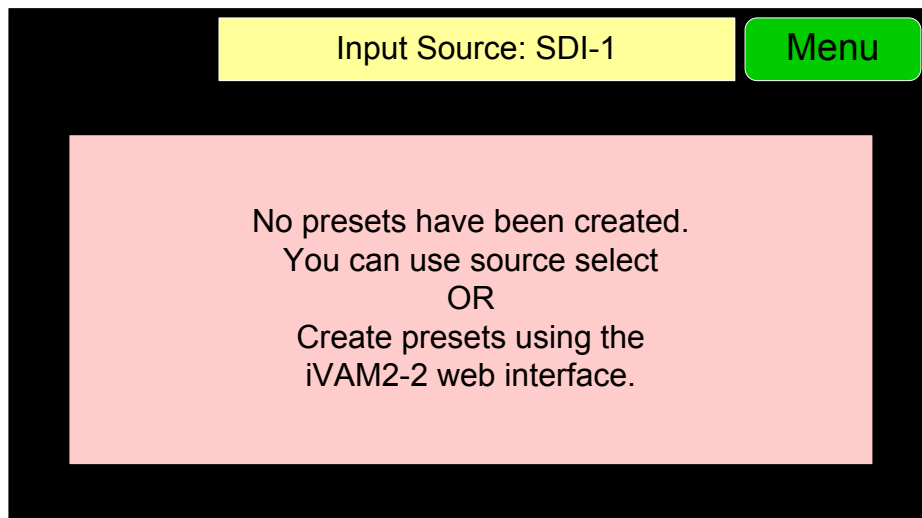 Input Source: SDI-1
Menu
No presets have been created.
You can use source select
OR
Create presets using the
iVAM2-2 web interface.